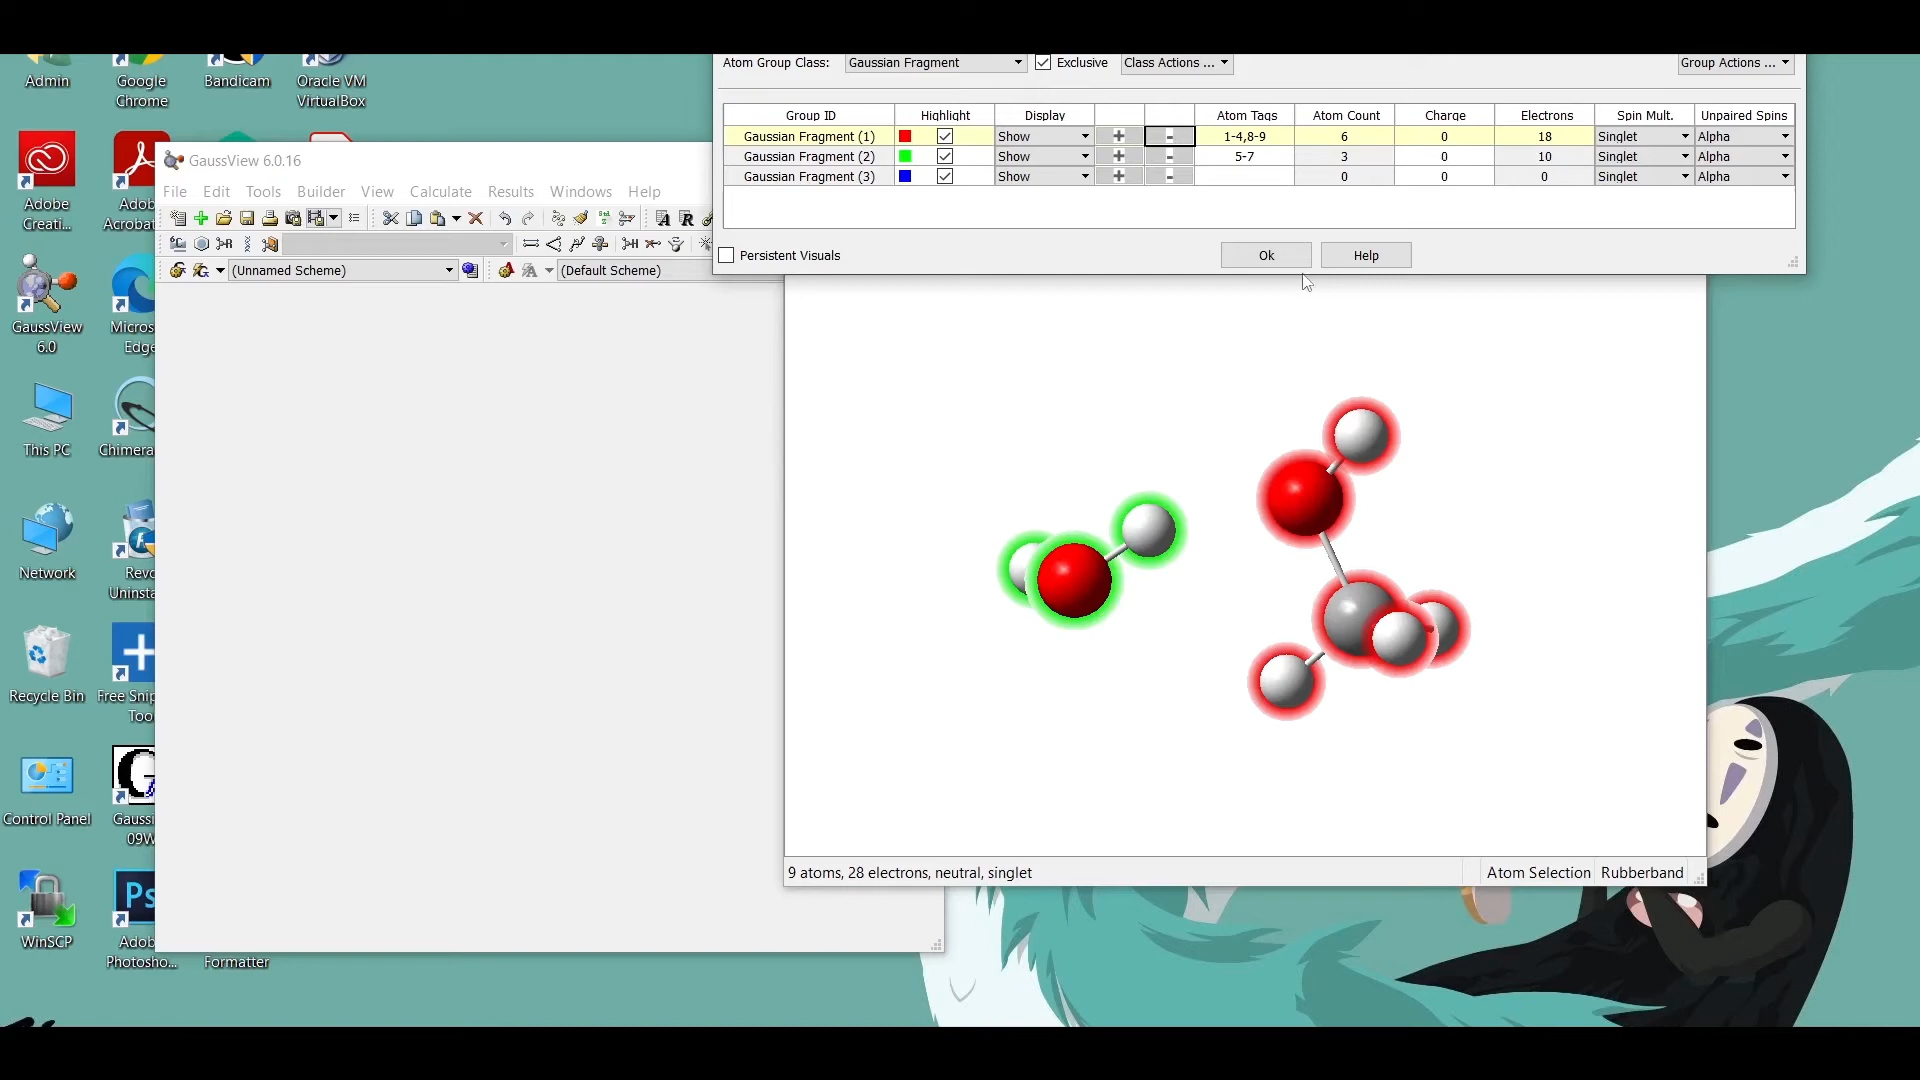 Admin
Google
Chrome
Bandicam
Oracle VM
VirtualBox
Adobe
Creati...
Adob
Acrobat
GaussView
6.0
Micros
Edge
This PC
Chimera
Network
Revo
Uninsta
Recycle Bin
Free Snip
Too
Control Panel
Gaussi
09W
WinSCP
Ps
Adob
Photosho...
Formatter
GaussView 6.0.16
File Edit Tools Builder View Calculate Results Windows Help
(Unnamed Scheme) (Default Scheme)
Atom Group Class: Gaussian Fragment Exclusive Class Actions ... Group Actions ...
Group ID Highlight Display Atom Tags Atom Count Charge Electrons Spin Mult. Unpaired Spins
Gaussian Fragment (1) Show + - 1-4,8-9 6 0 18 Singlet Alpha
Gaussian Fragment (2) Show + - 5-7 3 0 10 Singlet Alpha
Gaussian Fragment (3) Show + - 0 0 0 Singlet Alpha
Persistent Visuals Ok Help
9 atoms, 28 electrons, neutral, singlet Atom Selection Rubberband